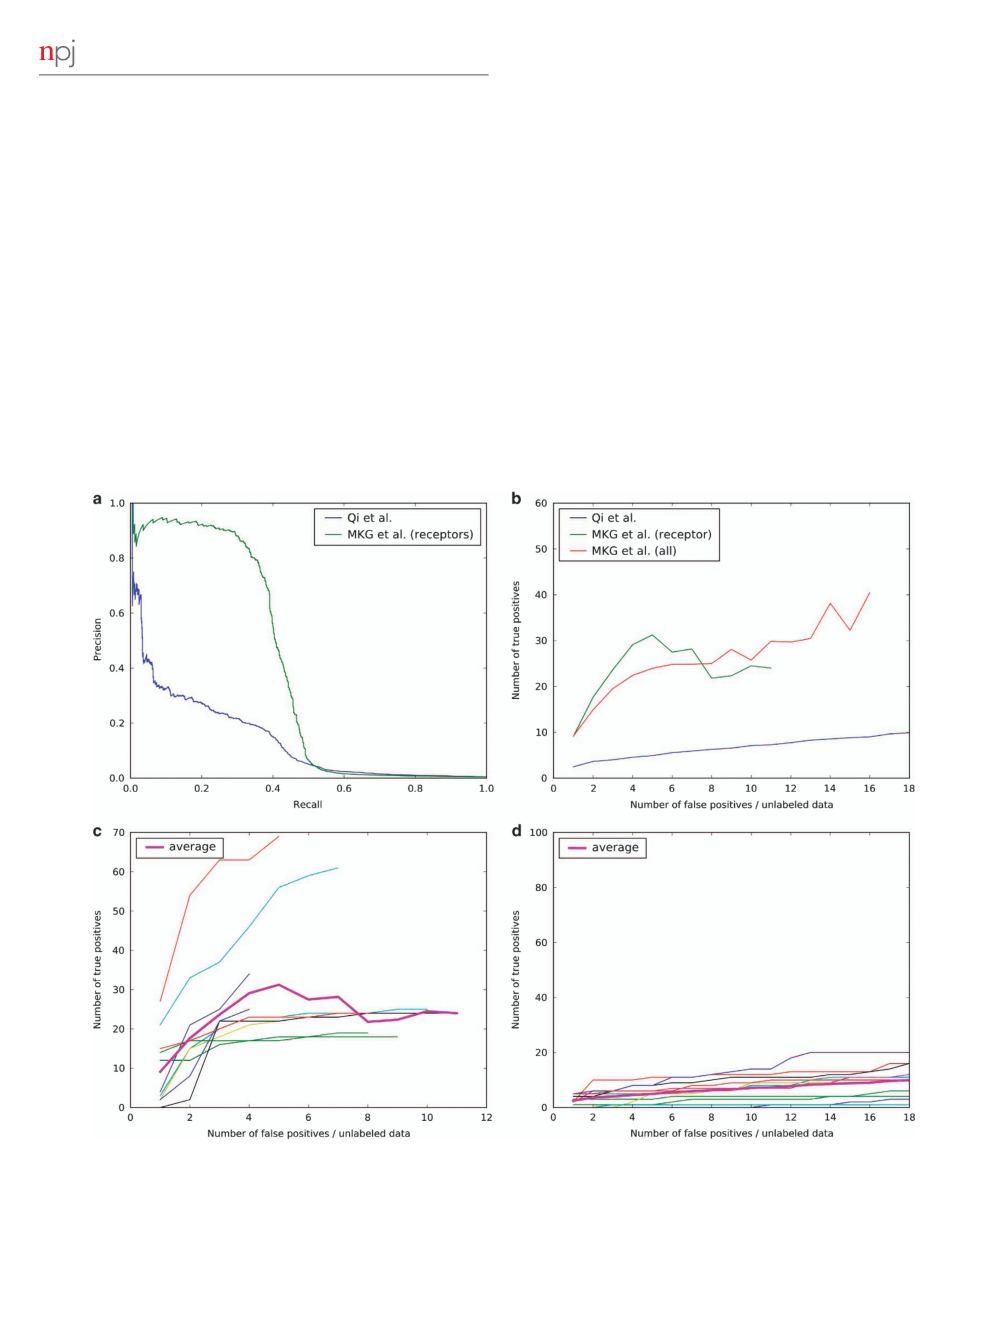 npj
a
1.0
0.8
0.6
0.4
0.2
0.0
Precision
Qi et al.
MKG et al. (receptors)
0.0 0.2 0.4 0.6 0.8 1.0
Recall
b
60
50
40
30
20
10
0
Number of true positives
Qi et al.
MKG et al. (receptor)
MKG et al. (all)
0 2 4 6 8 10 12 14 16 18
Number of false positives / unlabeled data
c
70
60
50
40
30
20
10
0
Number of true positives
average
0 2 4 6 8 10 12
Number of false positives / unlabeled data
d
100
80
60
40
20
0
Number of true positives
average
0 2 4 6 8 10 12 14 16 18
Number of false positives / unlabeled data